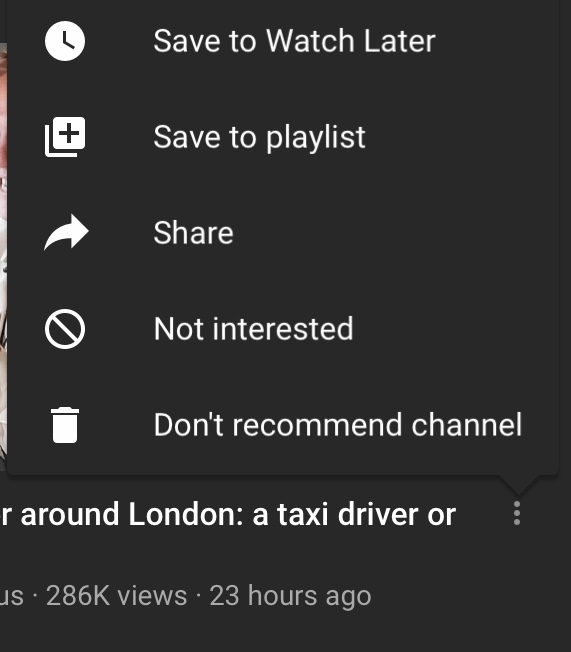 Save to Watch Later
Save to playlist
Share
Not interested
Don't recommend channel
r around London: a taxi driver or
us · 286K views · 23 hours ago